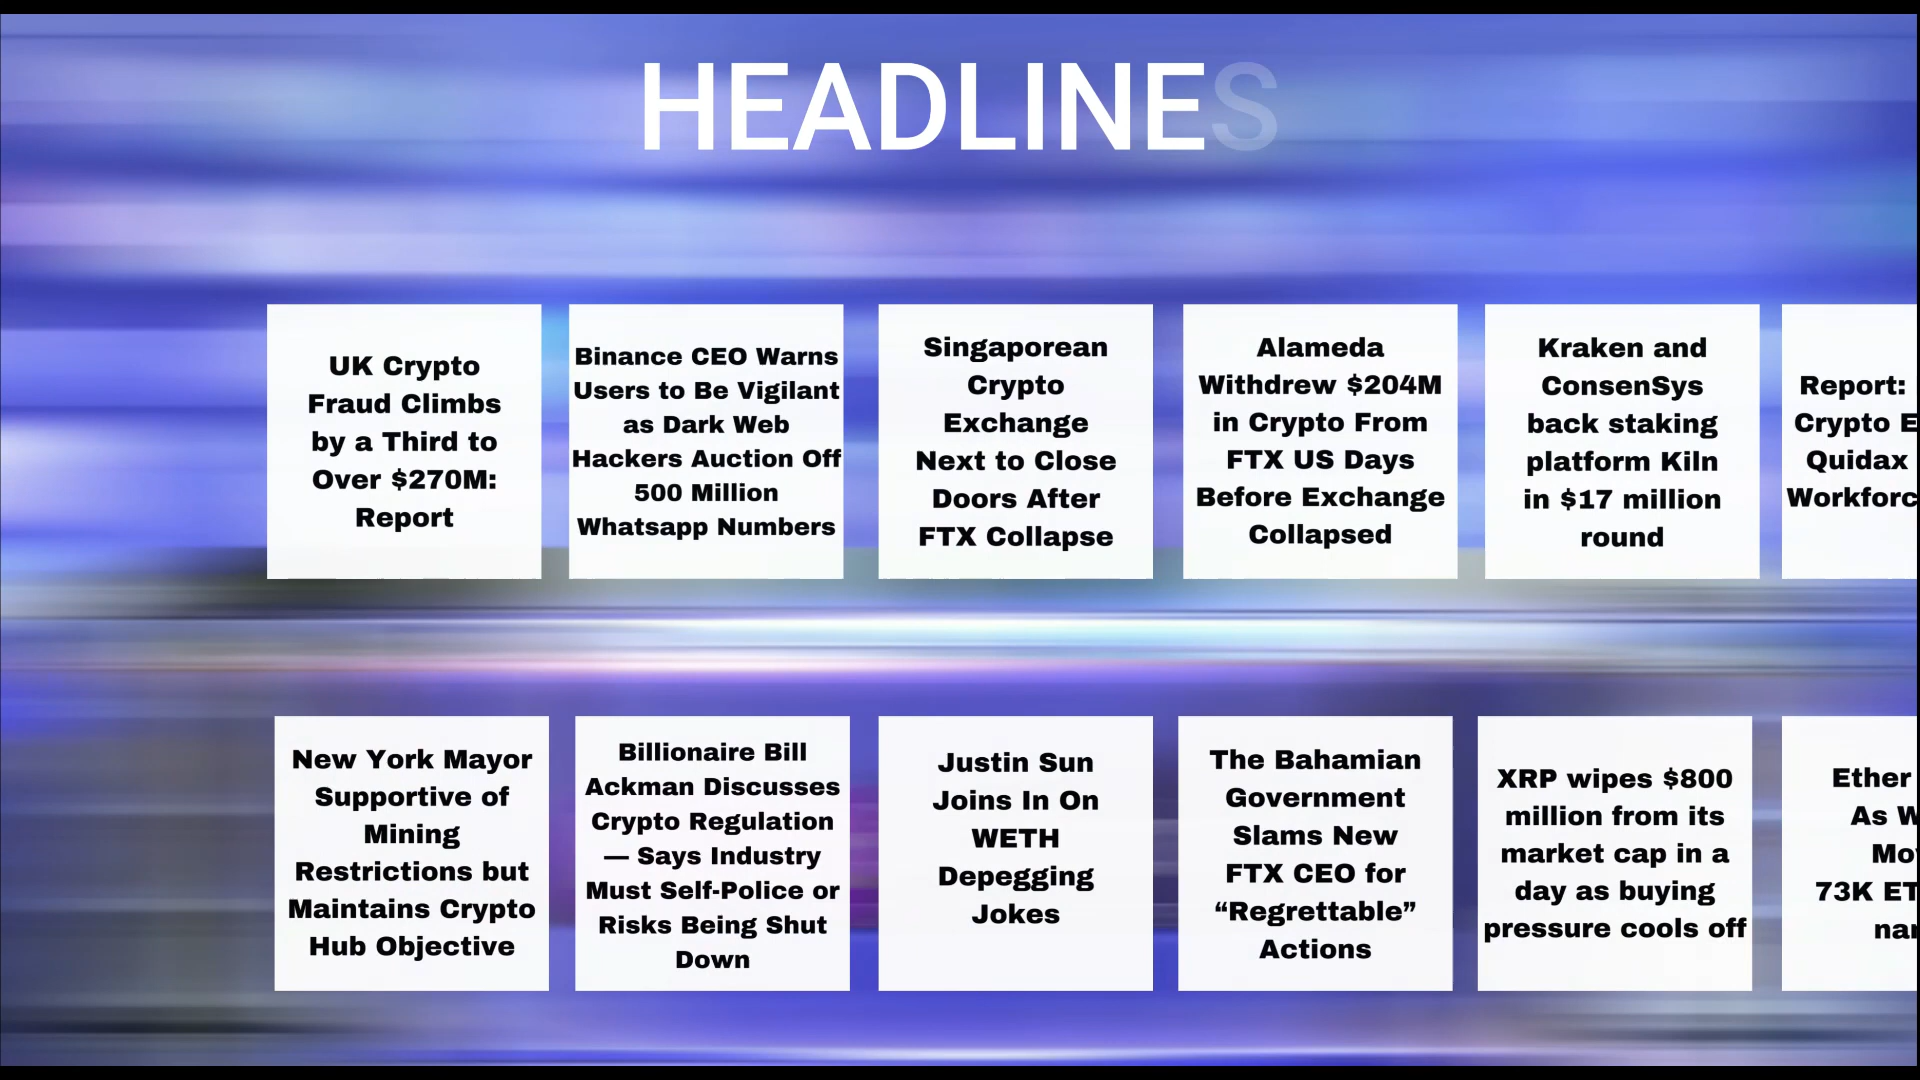 HEADLINES
UK Crypto
Fraud Climbs
by a Third to
Over $270M:
Report
Binance CEO Warns
Users to Be Vigilant
as Dark Web
Hackers Auction Off
500 Million
Whatsapp Numbers
Singaporean
Crypto
Exchange
Next to Close
Doors After
FTX Collapse
Alameda
Withdrew $204M
in Crypto From
FTX US Days
Before Exchange
Collapsed
Kraken and
ConsenSys
back staking
platform Kiln
in $17 million
round
Report:
Crypto E
Quidax
Workforc
New York Mayor
Supportive of
Mining
Restrictions but
Maintains Crypto
Hub Objective
Billionaire Bill
Ackman Discusses
Crypto Regulation
— Says Industry
Must Self-Police or
Risks Being Shut
Down
Justin Sun
Joins In On
WETH
Depegging
Jokes
The Bahamian
Government
Slams New
FTX CEO for
“Regrettable”
Actions
XRP wipes $800
million from its
market cap in a
day as buying
pressure cools off
Ether
As W
Mo
73K ET
nar